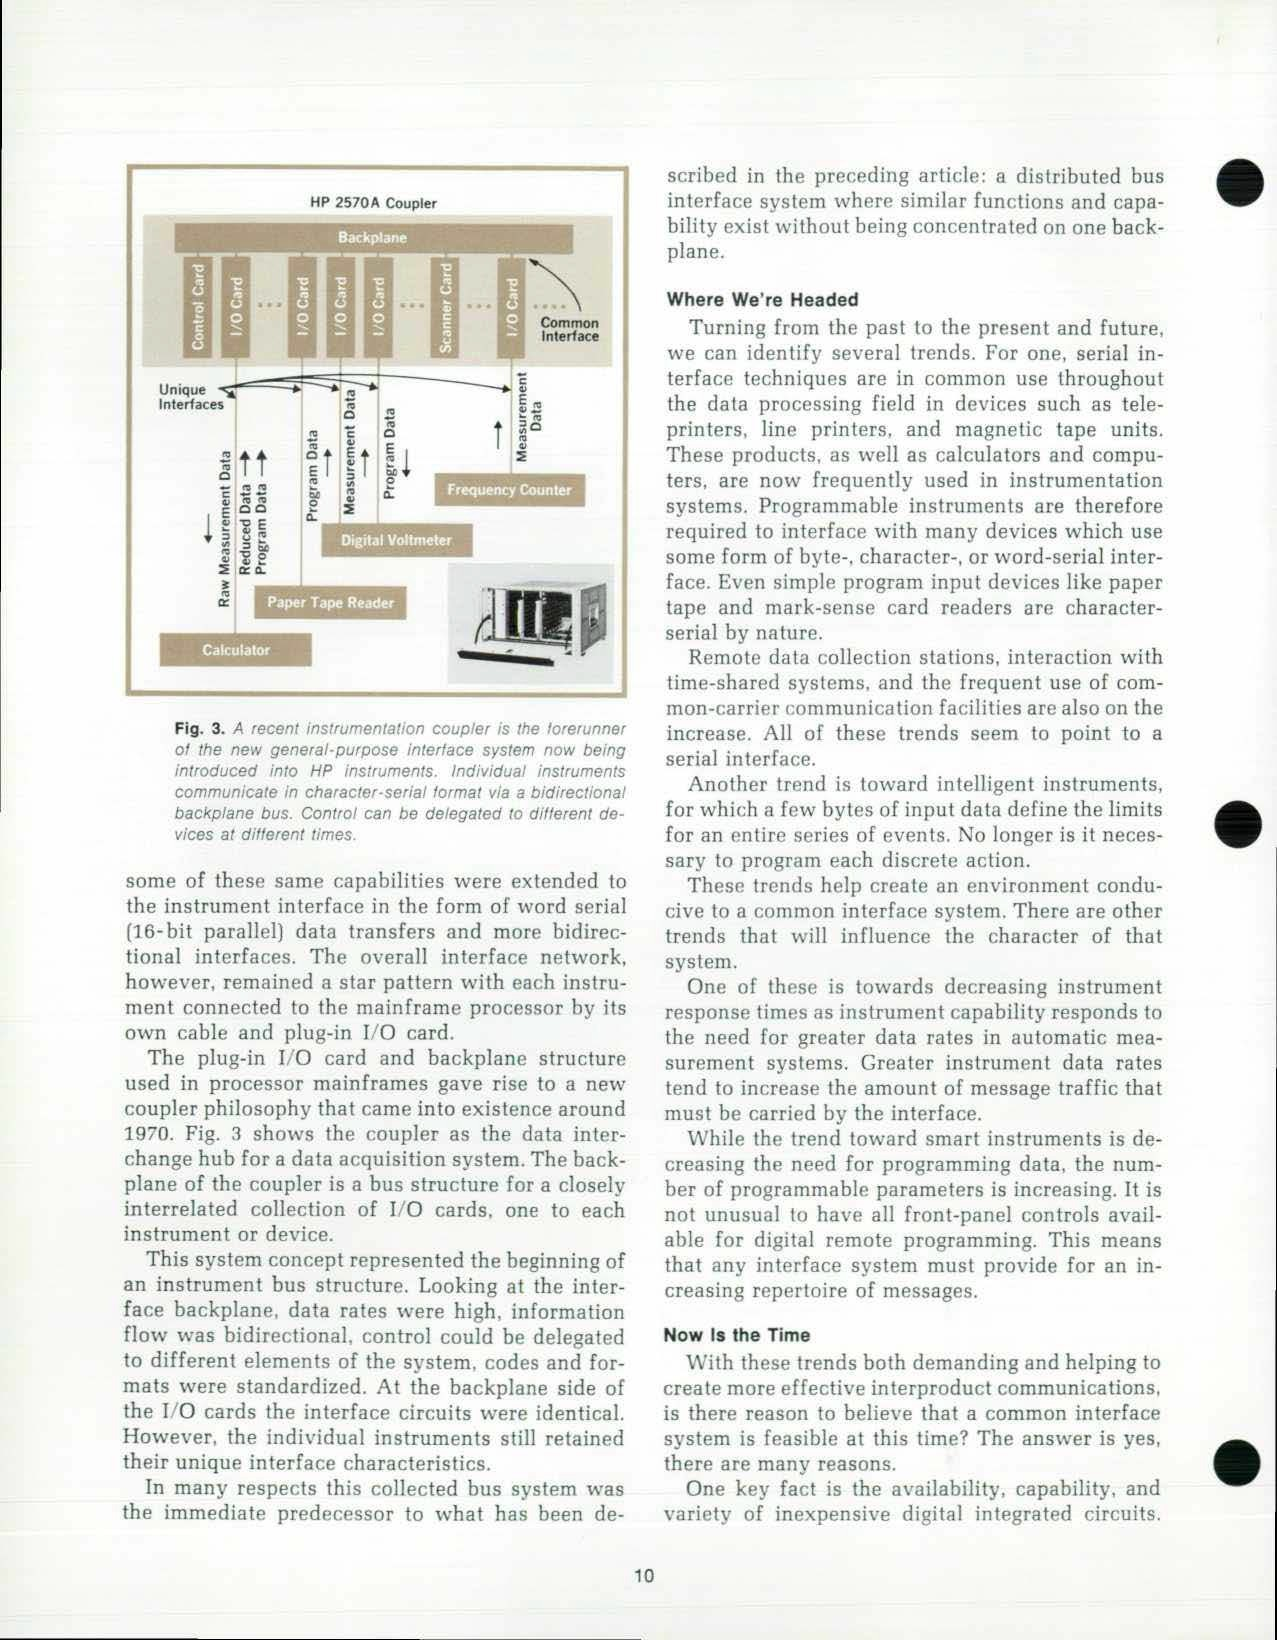 HP 2570A Coupler
Backplane
Control Card
I/O Card
I/O Card
I/O Card
I/O Card
Scanner Card
I/O Card
Common
Interface
Unique
Interfaces
Raw Measurement Data
Reduced Data
Program Data
Program Data
Measurement Data
Program Data
Measurement
Data
Frequency Counter
Digital Voltmeter
Paper Tape Reader
Calculator
Fig. 3. A recent instrumentation coupler is the forerunner
of the new general-purpose interface system now being
introduced into HP instruments. Individual instruments
communicate in character-serial format via a bidirectional
backplane bus. Control can be delegated to different de-
vices at different times.
some of these same capabilities were extended to
the instrument interface in the form of word serial
(16-bit parallel) data transfers and more bidirec-
tional interfaces. The overall interface network,
however, remained a star pattern with each instru-
ment connected to the mainframe processor by its
own cable and plug-in I/O card.
The plug-in I/O card and backplane structure
used in processor mainframes gave rise to a new
coupler philosophy that came into existence around
1970. Fig. 3 shows the coupler as the data inter-
change hub for a data acquisition system. The back-
plane of the coupler is a bus structure for a closely
interrelated collection of I/O cards, one to each
instrument or device.
This system concept represented the beginning of
an instrument bus structure. Looking at the inter-
face backplane, data rates were high, information
flow was bidirectional, control could be delegated
to different elements of the system, codes and for-
mats were standardized. At the backplane side of
the I/O cards the interface circuits were identical.
However, the individual instruments still retained
their unique interface characteristics.
In many respects this collected bus system was
the immediate predecessor to what has been de-
scribed in the preceding article: a distributed bus
interface system where similar functions and capa-
bility exist without being concentrated on one back-
plane.
Where We're Headed
Turning from the past to the present and future,
we can identify several trends. For one, serial in-
terface techniques are in common use throughout
the data processing field in devices such as tele-
printers, line printers, and magnetic tape units.
These products, as well as calculators and compu-
ters, are now frequently used in instrumentation
systems. Programmable instruments are therefore
required to interface with many devices which use
some form of byte-, character-, or word-serial inter-
face. Even simple program input devices like paper
tape and mark-sense card readers are character-
serial by nature.
Remote data collection stations, interaction with
time-shared systems, and the frequent use of com-
mon-carrier communication facilities are also on the
increase. All of these trends seem to point to a
serial interface.
Another trend is toward intelligent instruments,
for which a few bytes of input data define the limits
for an entire series of events. No longer is it neces-
sary to program each discrete action.
These trends help create an environment condu-
cive to a common interface system. There are other
trends that will influence the character of that
system.
One of these is towards decreasing instrument
response times as instrument capability responds to
the need for greater data rates in automatic mea-
surement systems. Greater instrument data rates
tend to increase the amount of message traffic that
must be carried by the interface.
While the trend toward smart instruments is de-
creasing the need for programming data, the num-
ber of programmable parameters is increasing. It is
not unusual to have all front-panel controls avail-
able for digital remote programming. This means
that any interface system must provide for an in-
creasing repertoire of messages.
Now Is the Time
With these trends both demanding and helping to
create more effective interproduct communications,
is there reason to believe that a common interface
system is feasible at this time? The answer is yes,
there are many reasons.
One key fact is the availability, capability, and
variety of inexpensive digital integrated circuits.
10